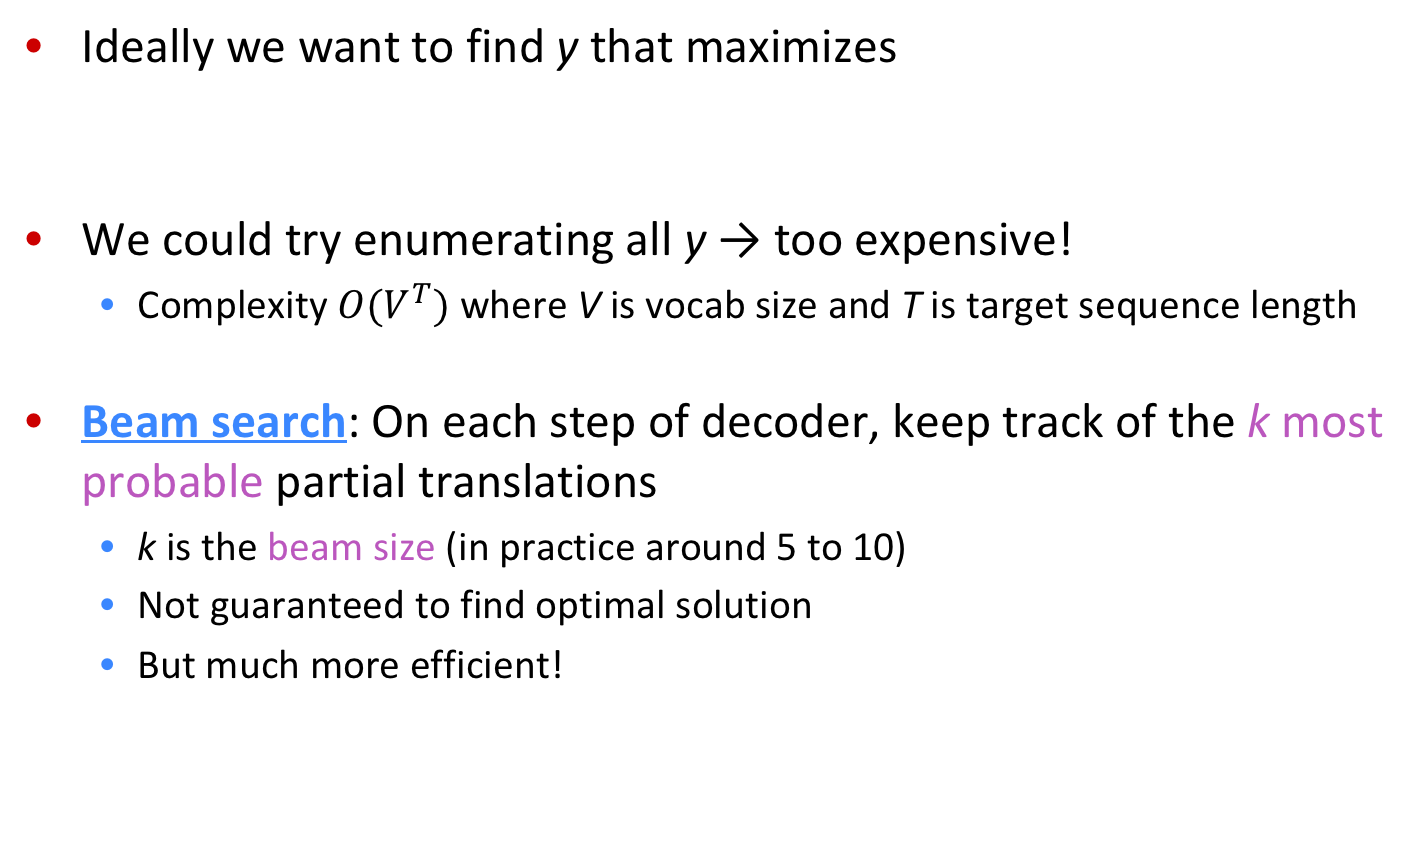 • Ideally we want to find y that maximizes
• We could try enumerating all y → too expensive!
• Complexity O(V^T) where V is vocab size and T is target sequence length
• Beam search: On each step of decoder, keep track of the k most
probable partial translations
• k is the beam size (in practice around 5 to 10)
• Not guaranteed to find optimal solution
• But much more efficient!